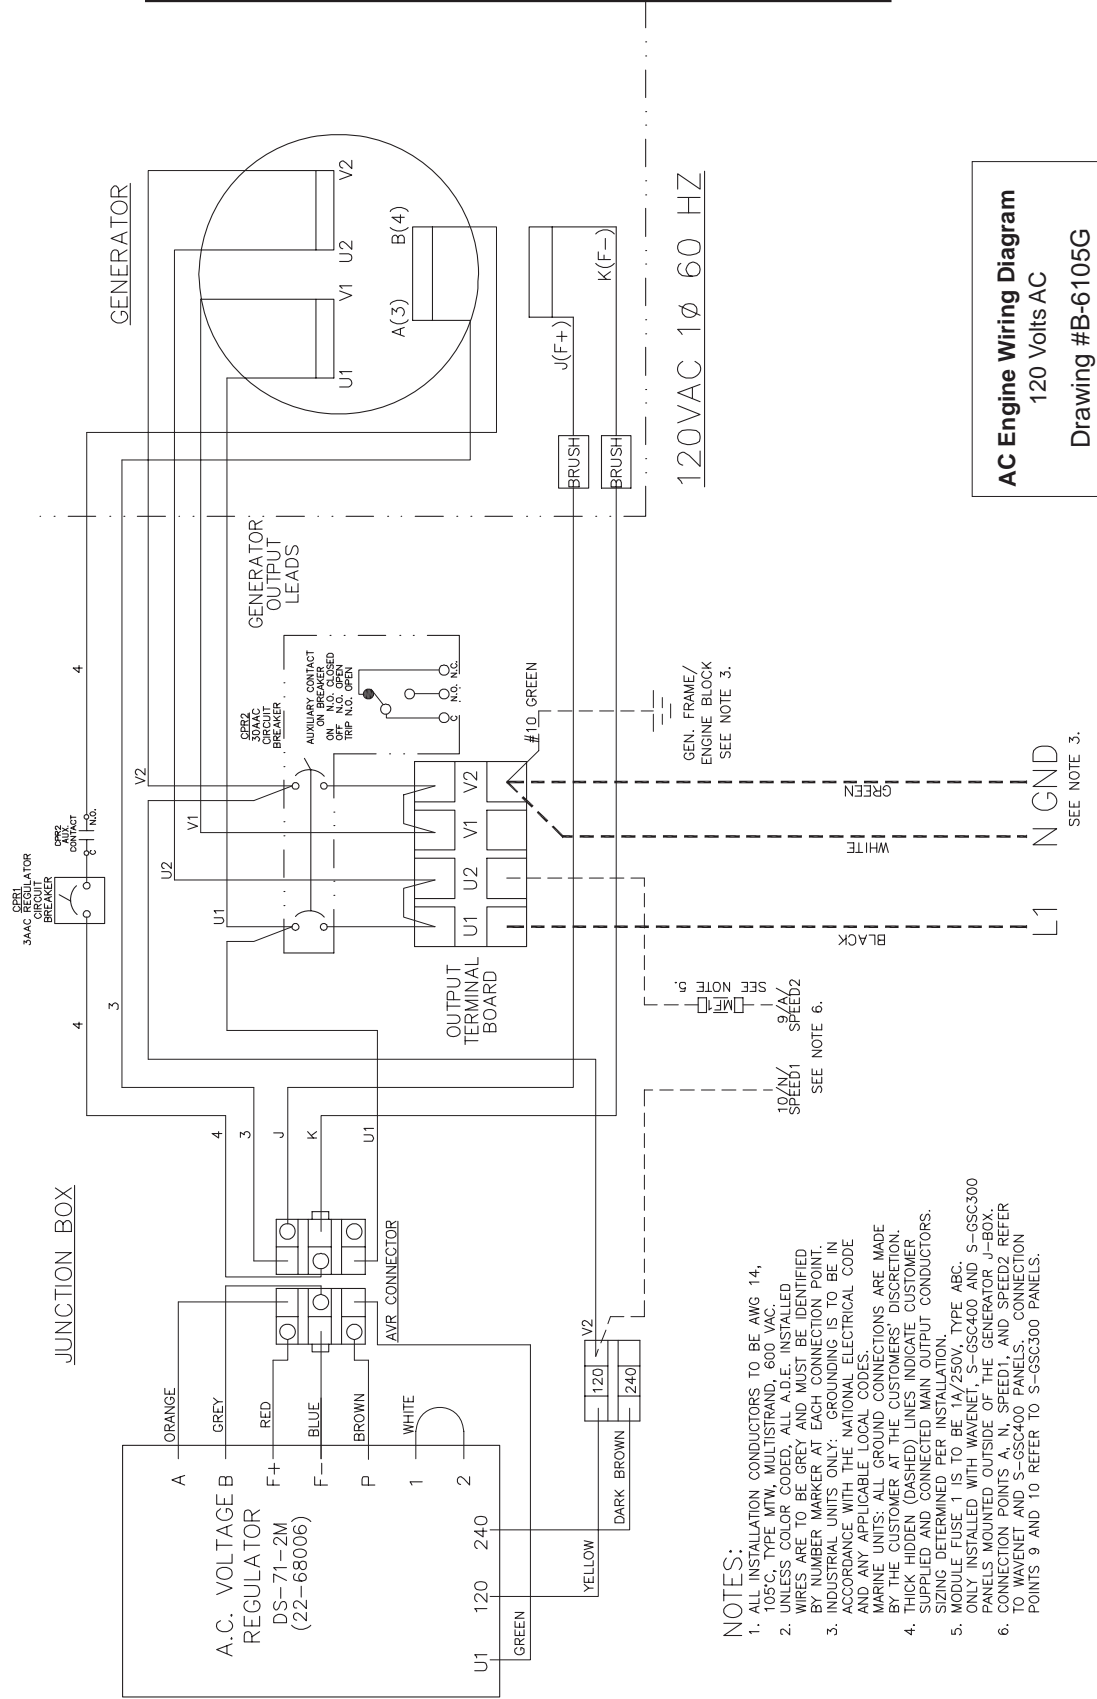 JUNCTION BOX
GENERATOR
A.C. VOLTAGE
REGULATOR
DS-71-2M
(22-68006)
A
B
F+
F-
P
1
2
U1
120
240
ORANGE
GREY
RED
BLUE
BROWN
WHITE
GREEN
YELLOW
DARK BROWN
AVR CONNECTOR
120
240
V2
4
3
J
K
U1
4
3
4
CPR1
3AAC REGULATOR
CIRCUIT
BREAKER
CPR2
AUX.
CONTACT
C
N.O.
U1
U2
V1
V2
CPR2
30AAC
CIRCUIT
BREAKER
AUXILIARY CONTACT
ON BREAKER
ON N.O. CLOSED
OFF N.O. OPEN
TRIP N.O. OPEN
C
N.O.
N.C.
GENERATOR
OUTPUT
LEADS
OUTPUT
TERMINAL
BOARD
U1
U2
V1
V2
#10 GREEN
GEN. FRAME/
ENGINE BLOCK
SEE NOTE 3.
BLACK
WHITE
GREEN
L1
N
GND
SEE NOTE 3.
MF1
SEE NOTE 5.
10/N/
SPEED1
9/A/
SPEED2
SEE NOTE 6.
U1
V1
U2
V2
A(3)
B(4)
J(F+)
K(F-)
BRUSH
BRUSH
120VAC 1Ø 60 HZ
NOTES:
1. ALL INSTALLATION CONDUCTORS TO BE AWG 14,
105°C, TYPE MTW, MULTISTRAND, 600 VAC.
2. UNLESS COLOR CODED, ALL A.D.E. INSTALLED
WIRES ARE TO BE GREY AND MUST BE IDENTIFIED
BY NUMBER MARKER AT EACH CONNECTION POINT.
3. INDUSTRIAL UNITS ONLY: GROUNDING IS TO BE IN
ACCORDANCE WITH THE NATIONAL ELECTRICAL CODE
AND ANY APPLICABLE LOCAL CODES.
MARINE UNITS: ALL GROUND CONNECTIONS ARE MADE
BY THE CUSTOMER AT THE CUSTOMERS' DISCRETION.
4. THICK HIDDEN (DASHED) LINES INDICATE CUSTOMER
SUPPLIED AND CONNECTED MAIN OUTPUT CONDUCTORS.
SIZING DETERMINED PER INSTALLATION.
5. MODULE FUSE 1 IS TO BE 1A/250V, TYPE ABC.
ONLY INSTALLED WITH WAVENET, S-GSC400 AND S-GSC300
PANELS MOUNTED OUTSIDE OF THE GENERATOR J-BOX.
6. CONNECTION POINTS A, N, SPEED1, AND SPEED2 REFER
TO WAVENET AND S-GSC400 PANELS. CONNECTION
POINTS 9 AND 10 REFER TO S-GSC300 PANELS.
AC Engine Wiring Diagram
120 Volts AC
Drawing #B-6105G